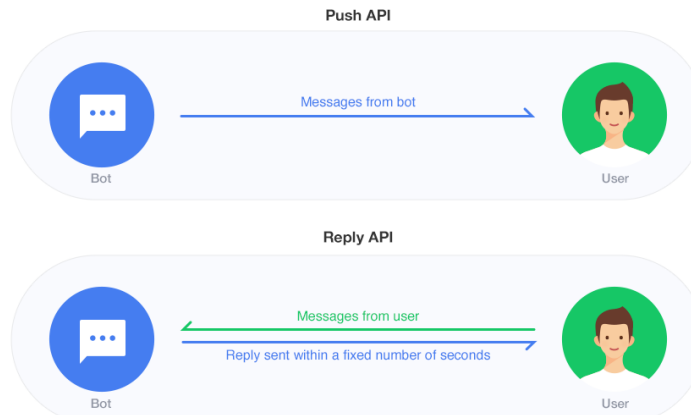 Push API
Messages from bot
Bot
User
Reply API
Messages from user
Reply sent within a fixed number of seconds
Bot
User